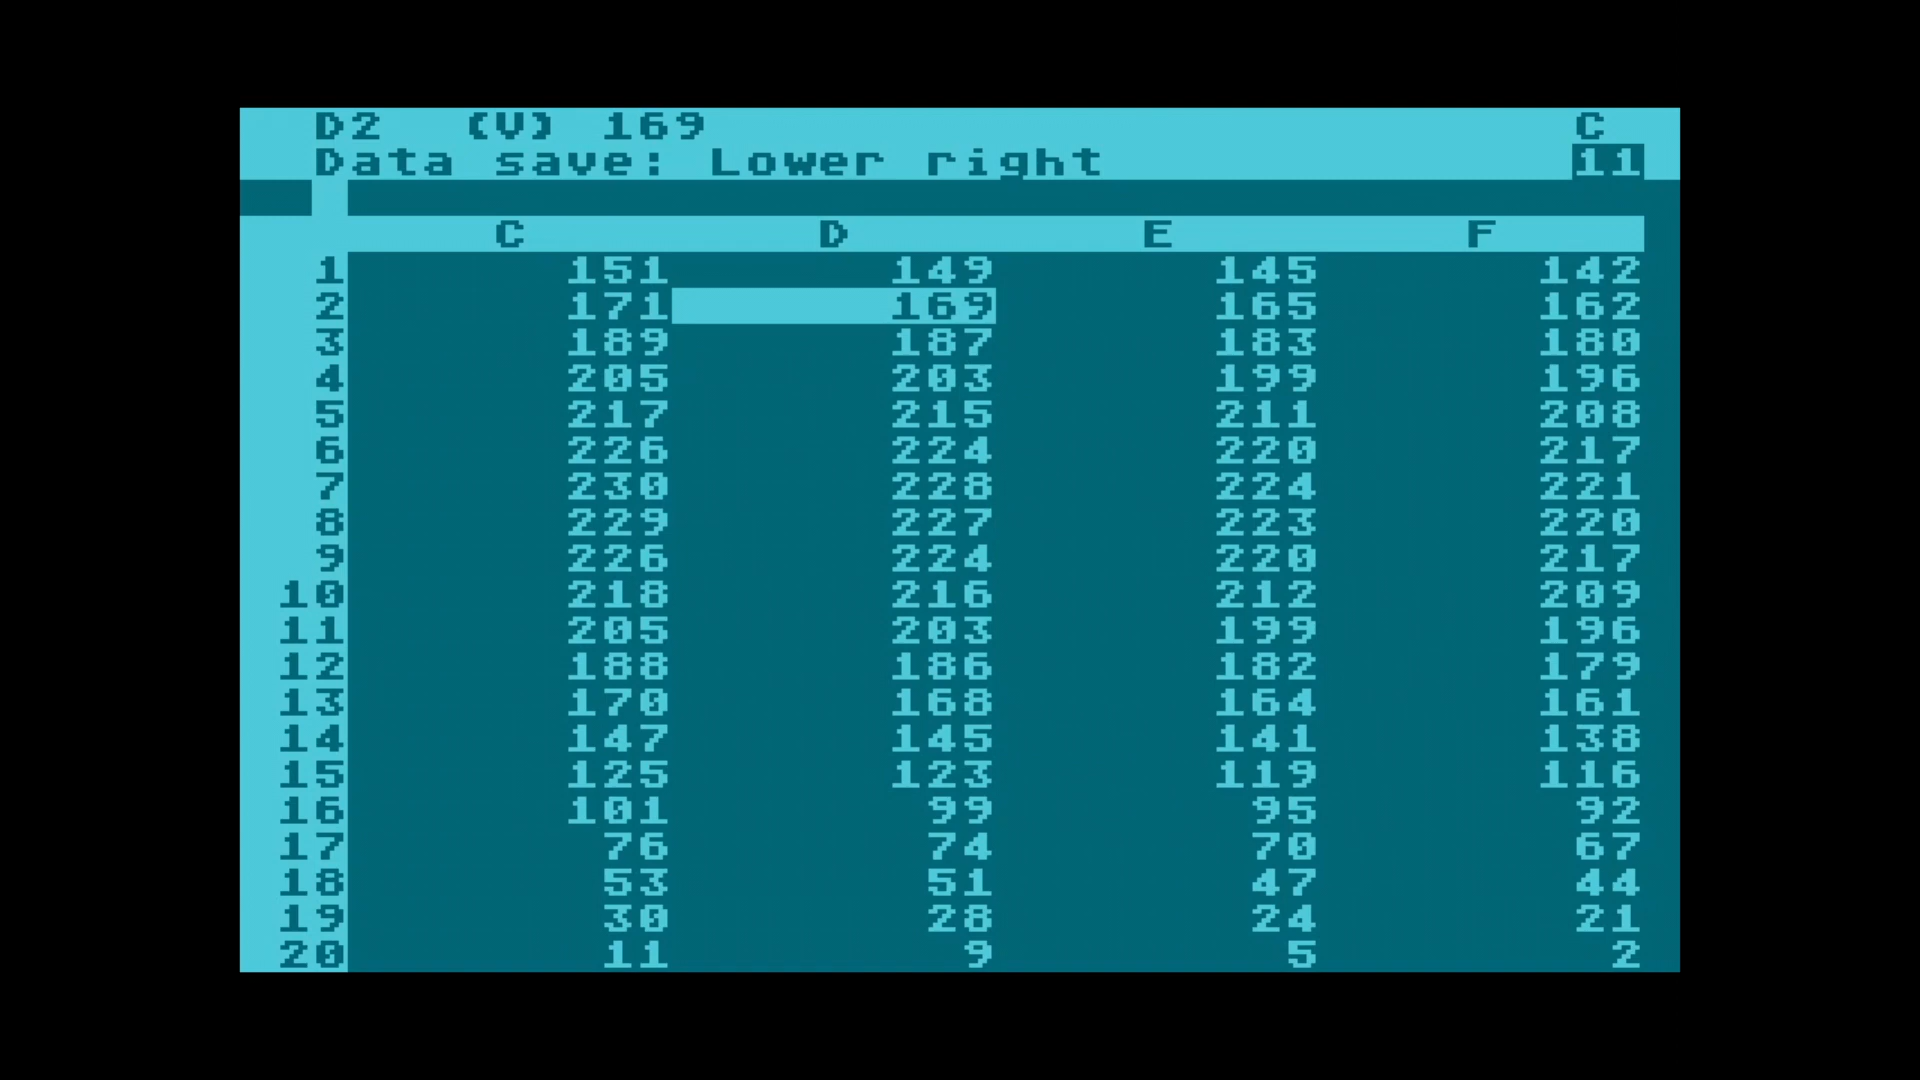 D2 (V) 169 C
Data save: Lower right 11
C D E F
1 151 149 145 142
2 171 169 165 162
3 189 187 183 180
4 205 203 199 196
5 217 215 211 208
6 226 224 220 217
7 230 228 224 221
8 229 227 223 220
9 226 224 220 217
10 218 216 212 209
11 205 203 199 196
12 188 186 182 179
13 170 168 164 161
14 147 145 141 138
15 125 123 119 116
16 101 99 95 92
17 76 74 70 67
18 53 51 47 44
19 30 28 24 21
20 11 9 5 2